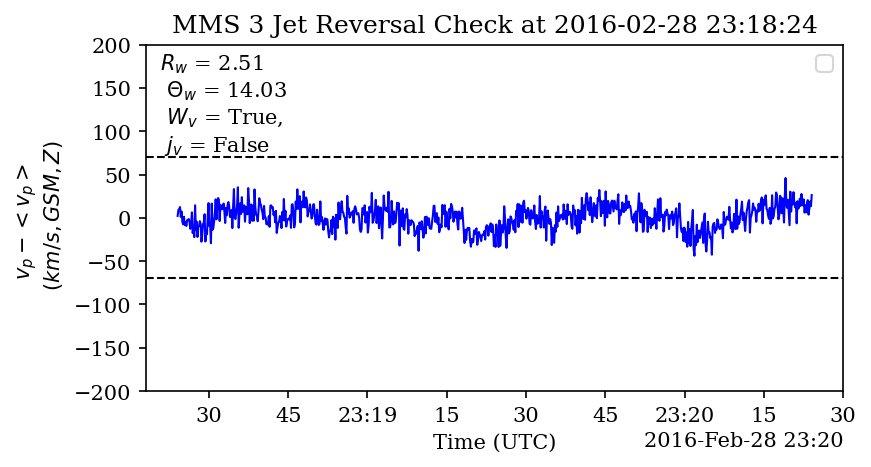 MMS 3 Jet Reversal Check at 2016-02-28 23:18:24
200
150
100
50
0
−50
−100
−150
−200
v_p − < v_p >
(km/s, GSM, Z)
R_w = 2.51
Θ_w = 14.03
W_v = True,
j_v = False
30 45 23:19 15 30 45 23:20 15 30
Time (UTC)
2016-Feb-28 23:20